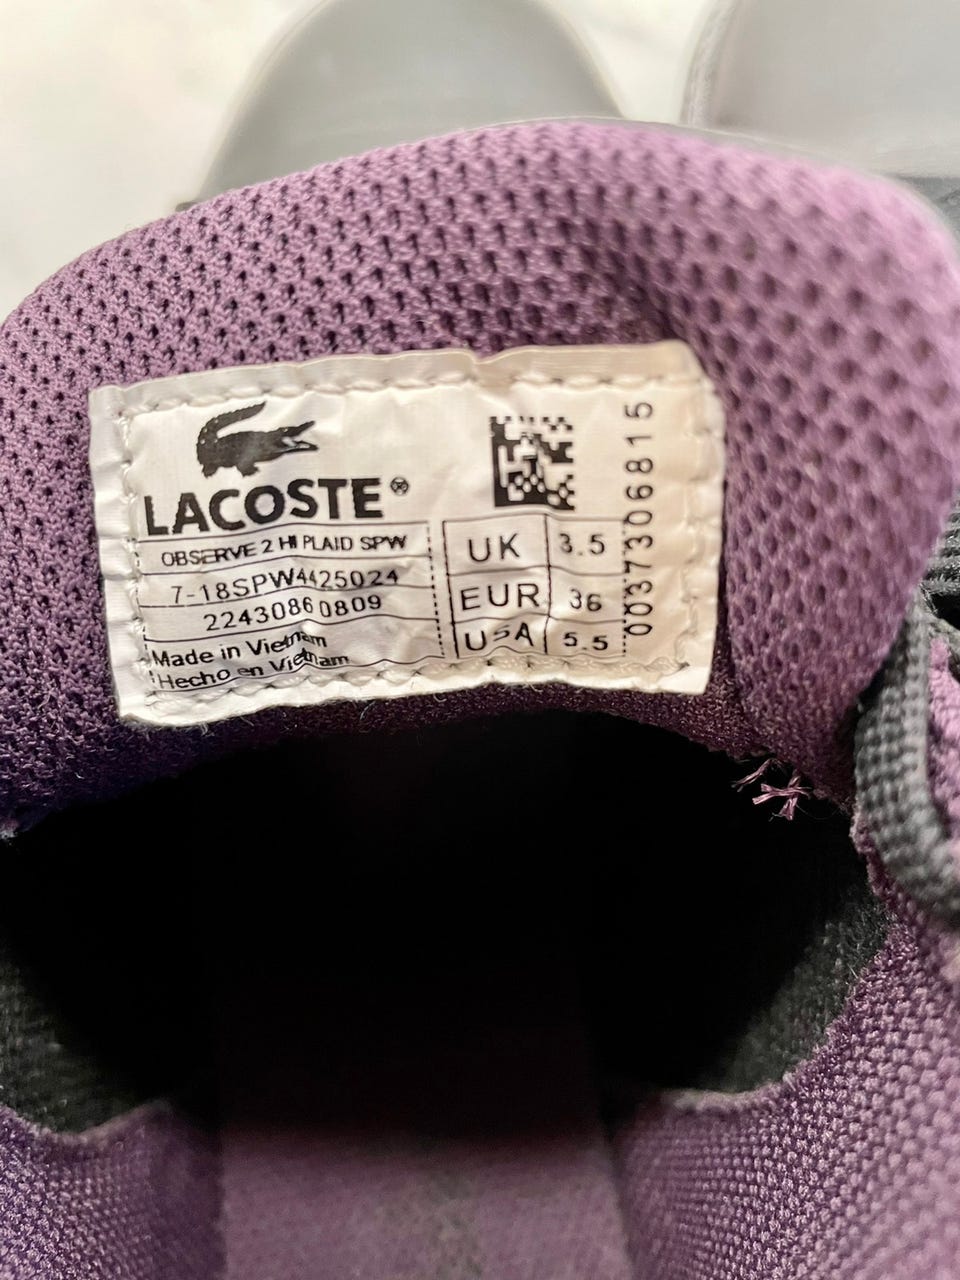 LACOSTE®
OBSERVE 2 HI PLAID SPW
7-18SPW4425024
22430860809
Made in Vietnam
Hecho en Vietnam
UK 3.5
EUR 36
USA 5.5
0037306815